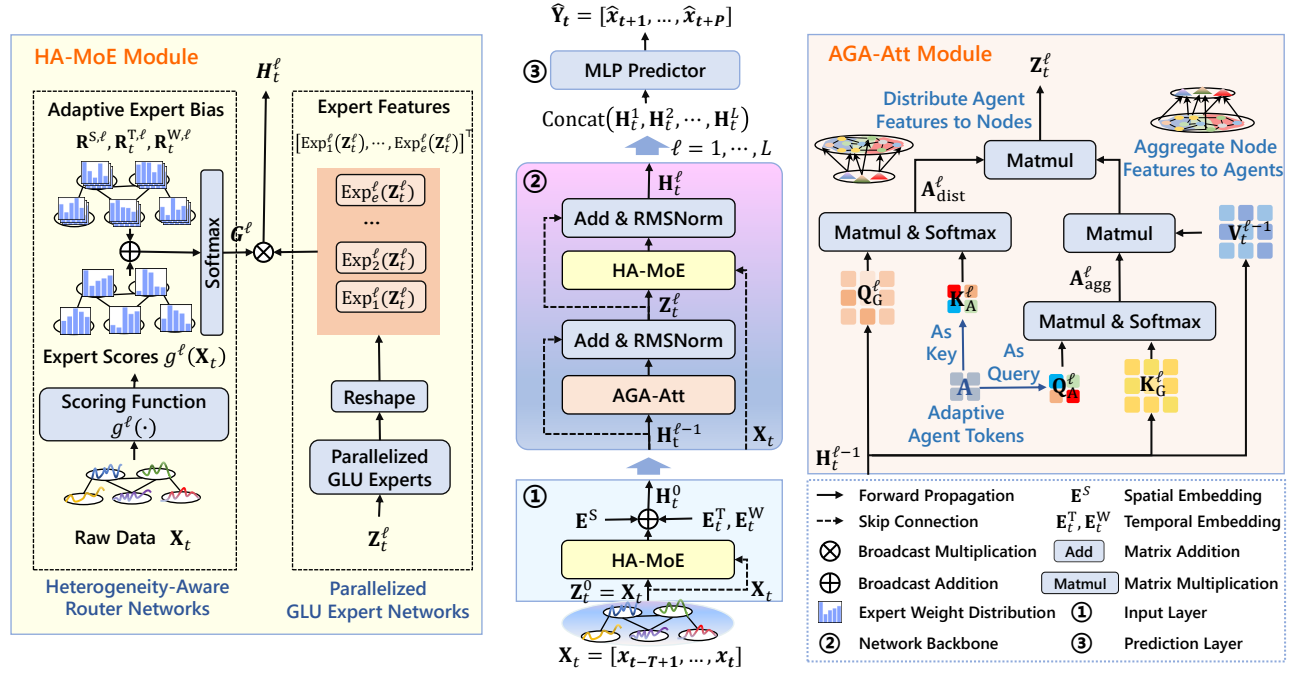 HA-MoE Module
H_t^ℓ
Adaptive Expert Bias
R^{S,ℓ}, R_t^{T,ℓ}, R_t^{W,ℓ}
Softmax
G^ℓ
Expert Scores g^ℓ(X_t)
Scoring Function
g^ℓ(·)
Raw Data X_t
Heterogeneity-Aware
Router Networks
Expert Features
[Exp_1^ℓ(Z_t^ℓ), ⋯, Exp_e^ℓ(Z_t^ℓ)]^T
Exp_e^ℓ(Z_t^ℓ)
...
Exp_2^ℓ(Z_t^ℓ)
Exp_1^ℓ(Z_t^ℓ)
Reshape
Parallelized
GLU Experts
Z_t^ℓ
Parallelized
GLU Expert Networks
Ŷ_t = [x̂_{t+1}, ..., x̂_{t+P}]
③
MLP Predictor
Concat(H_t^1, H_t^2, ⋯, H_t^L)
ℓ = 1, ⋯, L
②
H_t^ℓ
Add & RMSNorm
HA-MoE
Z_t^ℓ
Add & RMSNorm
AGA-Att
H_t^{ℓ-1}
X_t
①
H_t^0
E^S
E_t^T, E_t^W
HA-MoE
Z_t^0 = X_t
X_t
X_t = [x_{t-T+1}, ..., x_t]
AGA-Att Module
Z_t^ℓ
Distribute Agent
Features to Nodes
Matmul
Aggregate Node
Features to Agents
A_dist^ℓ
Matmul & Softmax
Matmul
V_t^{ℓ-1}
A_agg^ℓ
Q_G^ℓ
K_A^ℓ
Matmul & Softmax
As
Key
As
Query
A
Q_A^ℓ
K_G^ℓ
Adaptive
Agent Tokens
H_t^{ℓ-1}
Forward Propagation
E^S Spatial Embedding
Skip Connection
E_t^T, E_t^W Temporal Embedding
Broadcast Multiplication
Add Matrix Addition
Broadcast Addition
Matmul Matrix Multiplication
Expert Weight Distribution
① Input Layer
② Network Backbone
③ Prediction Layer